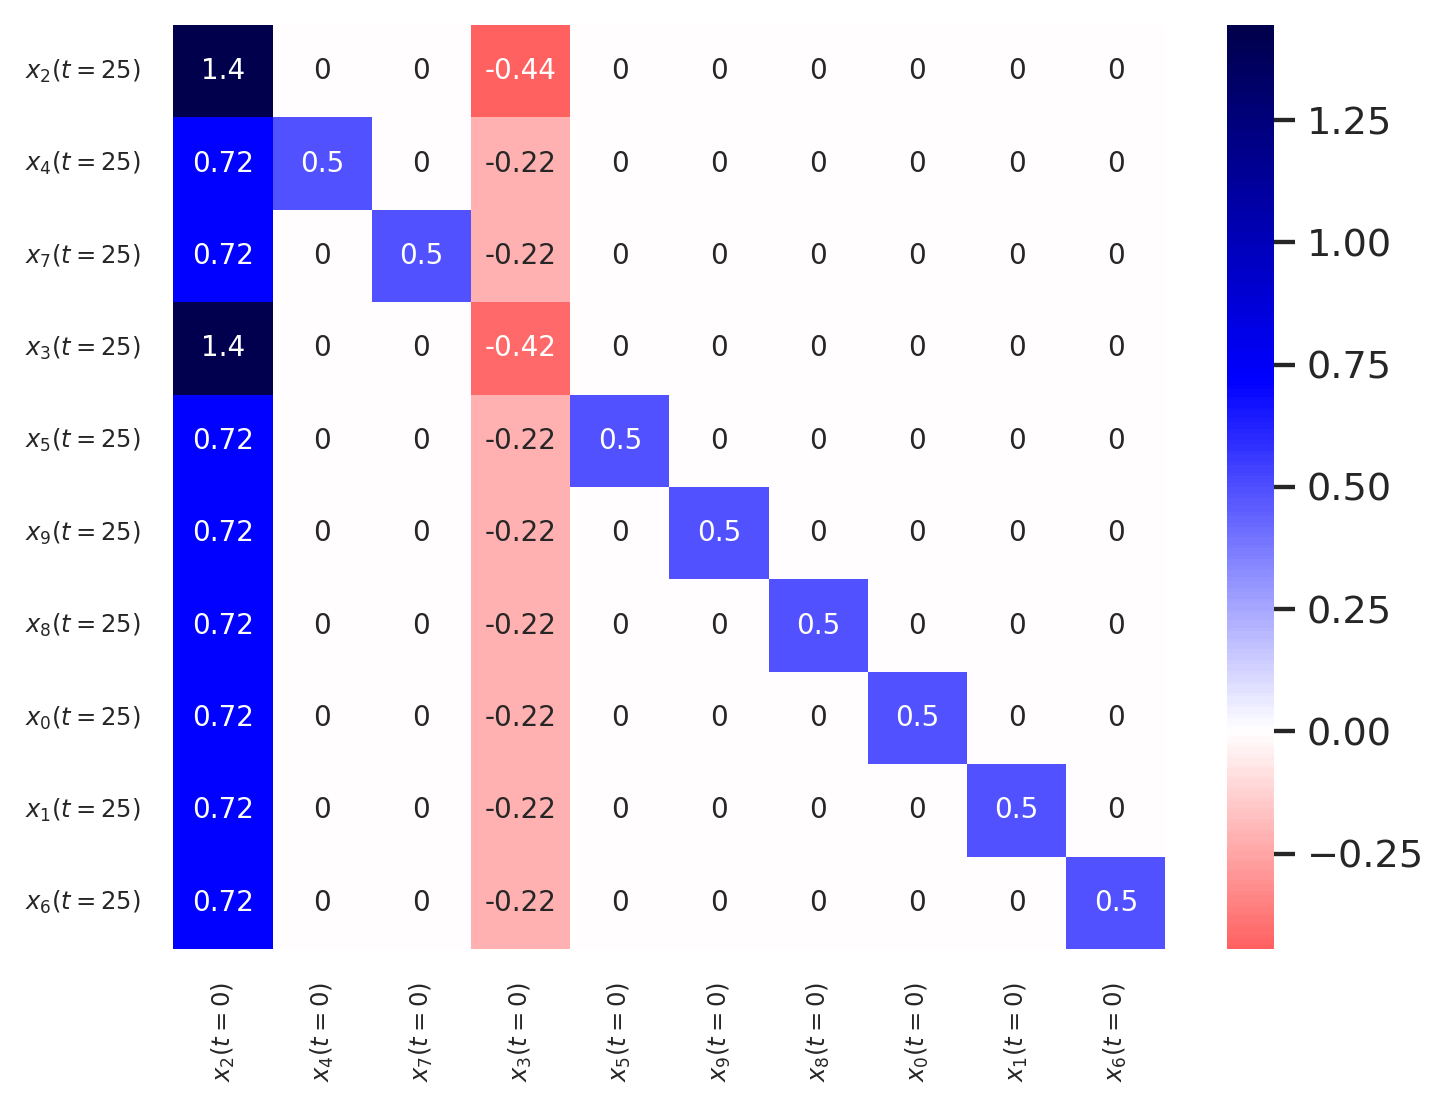 x₂(t = 25) 1.4 0 0 -0.44 0 0 0 0 0 0
x₄(t = 25) 0.72 0.5 0 -0.22 0 0 0 0 0 0
x₇(t = 25) 0.72 0 0.5 -0.22 0 0 0 0 0 0
x₃(t = 25) 1.4 0 0 -0.42 0 0 0 0 0 0
x₅(t = 25) 0.72 0 0 -0.22 0.5 0 0 0 0 0
x₉(t = 25) 0.72 0 0 -0.22 0 0.5 0 0 0 0
x₈(t = 25) 0.72 0 0 -0.22 0 0 0.5 0 0 0
x₀(t = 25) 0.72 0 0 -0.22 0 0 0 0.5 0 0
x₁(t = 25) 0.72 0 0 -0.22 0 0 0 0 0.5 0
x₆(t = 25) 0.72 0 0 -0.22 0 0 0 0 0 0.5
x₂(t = 0) x₄(t = 0) x₇(t = 0) x₃(t = 0) x₅(t = 0) x₉(t = 0) x₈(t = 0) x₀(t = 0) x₁(t = 0) x₆(t = 0)
1.25
1.00
0.75
0.50
0.25
0.00
−0.25